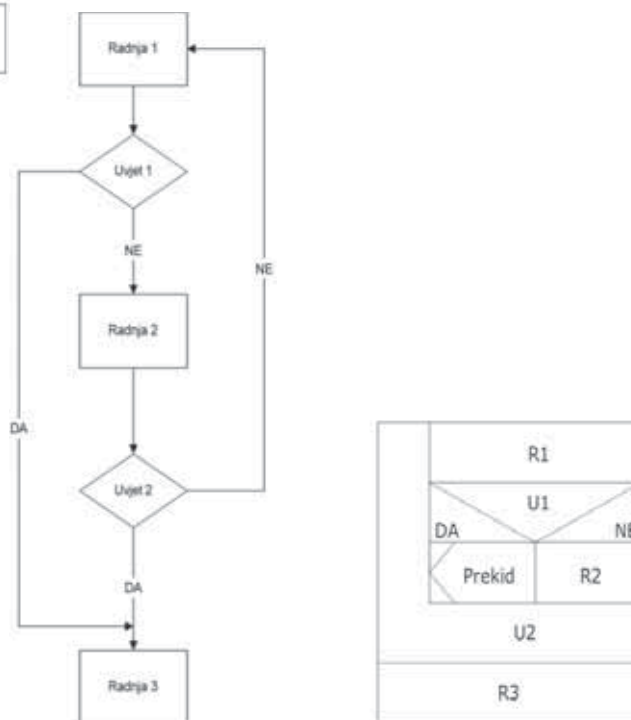 Radnja 1
Uvjet 1
NE
NE
Radnja 2
DA
Uvjet 2
DA
Radnja 3
R1
U1
DA
NE
Prekid
R2
U2
R3